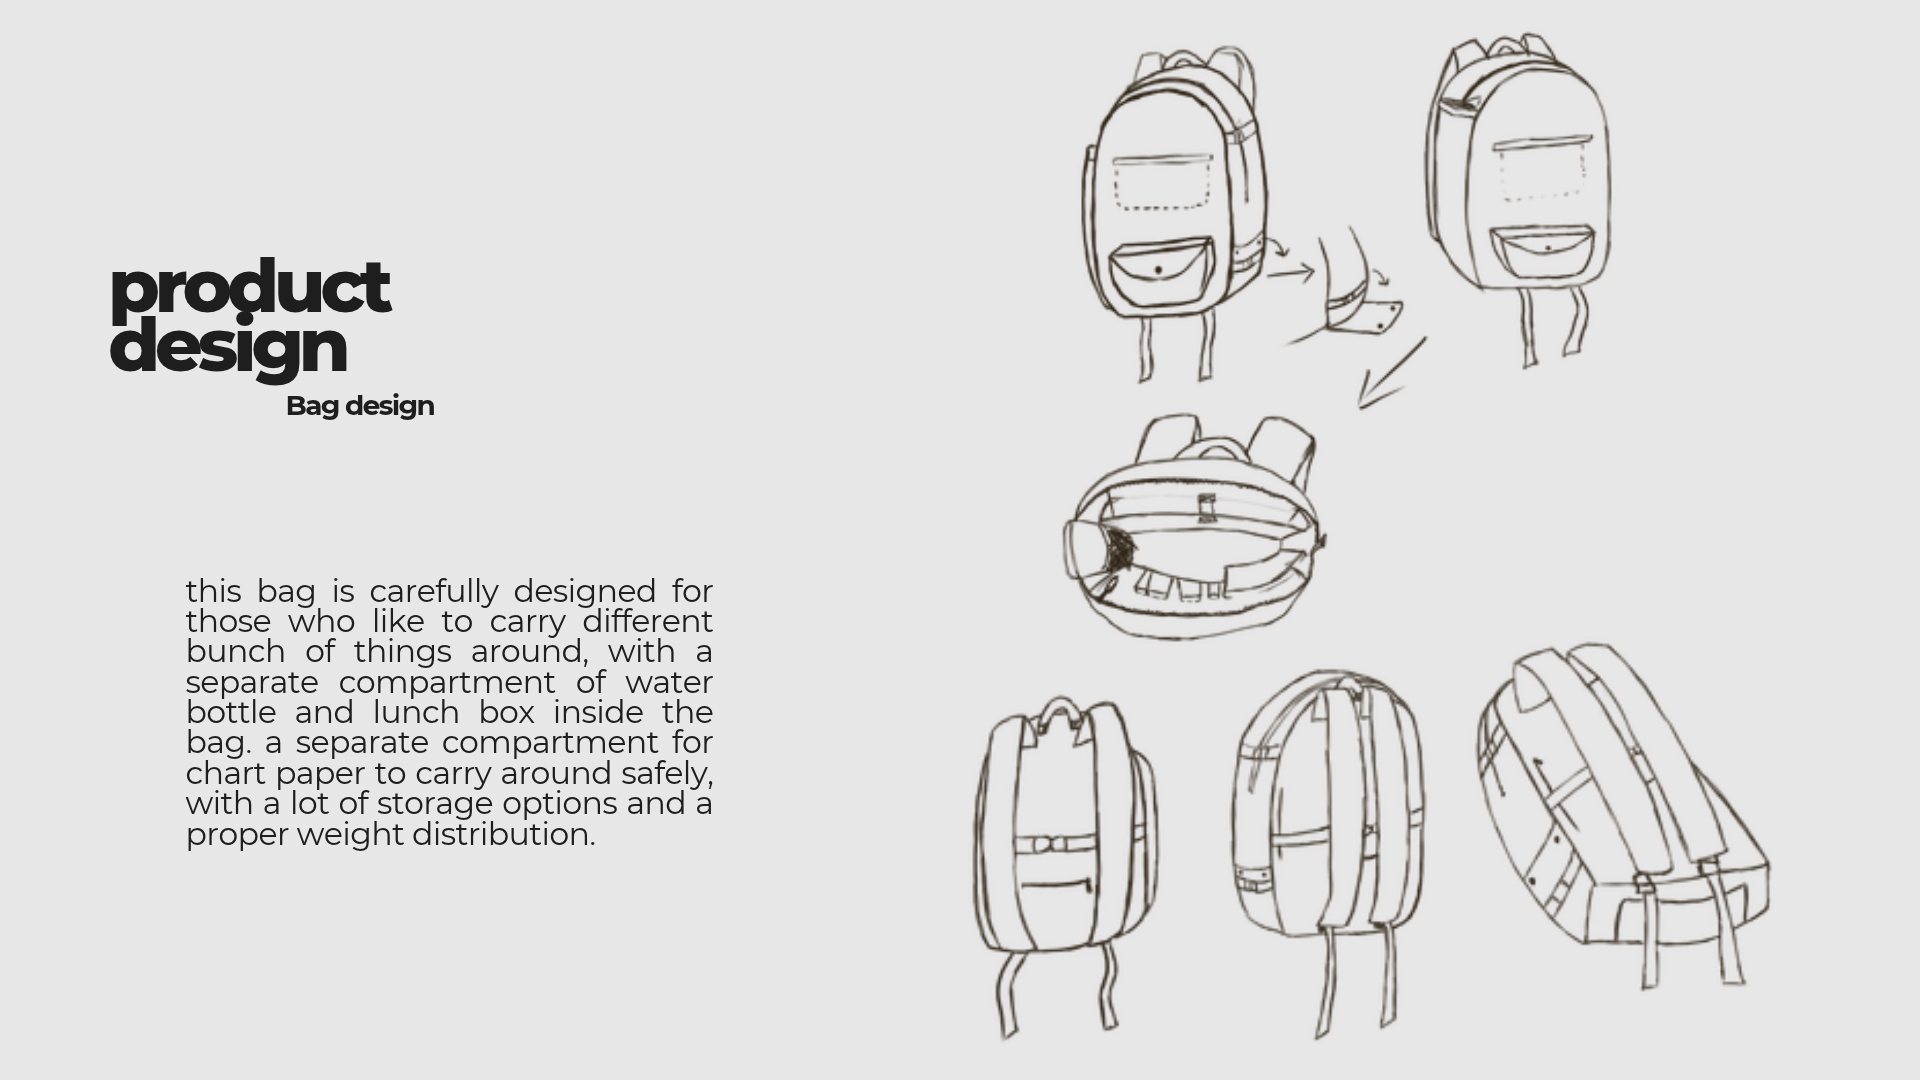 product
design
Bag design
this bag is carefully designed for
those who like to carry different
bunch of things around, with a
separate compartment of water
bottle and lunch box inside the
bag. a separate compartment for
chart paper to carry around safely,
with a lot of storage options and a
proper weight distribution.